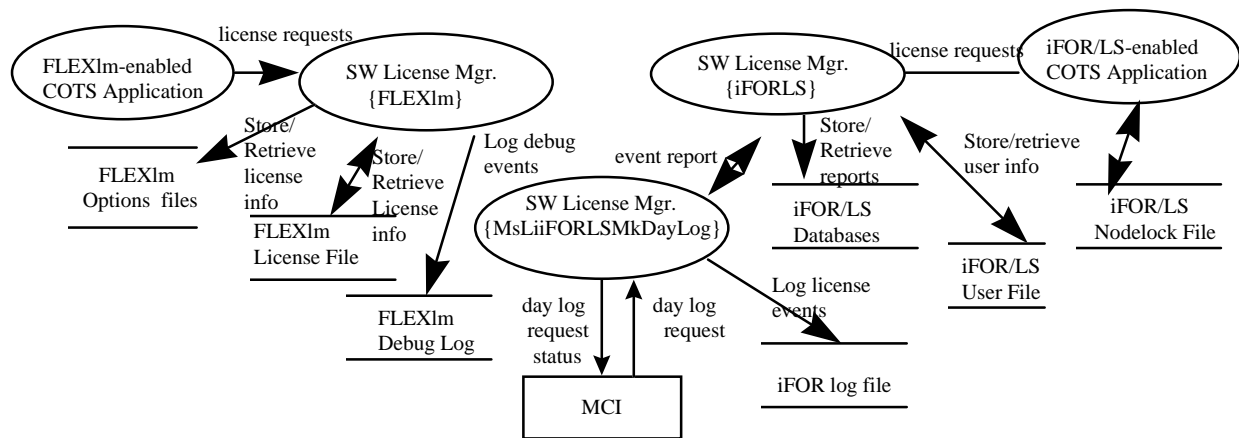 license requests
FLEXlm-enabled
COTS Application
SW License Mgr.
{FLEXlm}
SW License Mgr.
{iFORLS}
license requests
iFOR/LS-enabled
COTS Application
Store/
Retrieve
license
info
FLEXlm
Options files
Store/
Retrieve
License
info
Log debug
events
event report
Store/
Retrieve
reports
Store/retrieve
user info
FLEXlm
License File
SW License Mgr.
{MsLiiFORLSMkDayLog}
iFOR/LS
Databases
iFOR/LS
Nodelock File
iFOR/LS
User File
FLEXlm
Debug Log
day log
request
status
day log
request
Log license
events
MCI
iFOR log file